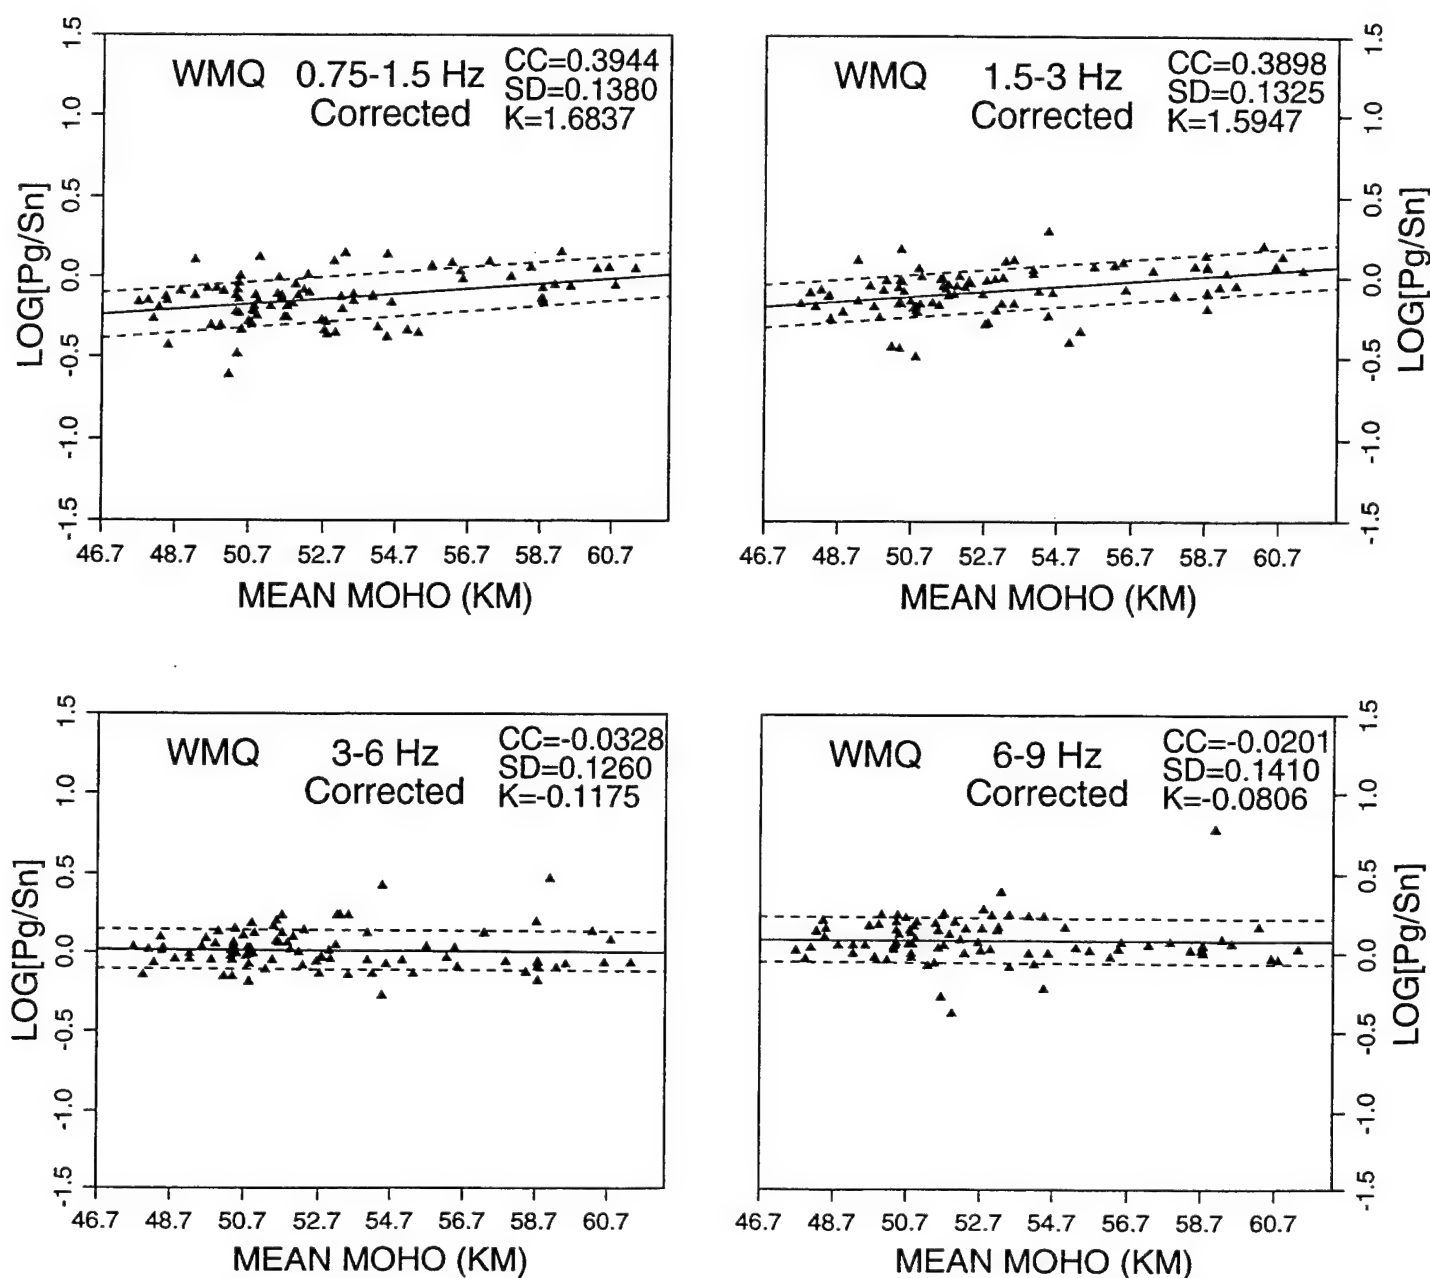 WMQ 0.75-1.5 Hz
Corrected
CC=0.3944
SD=0.1380
K=1.6837
LOG[Pg/Sn]
1.5
1.0
0.5
0.0
-0.5
-1.0
-1.5
46.7 48.7 50.7 52.7 54.7 56.7 58.7 60.7
MEAN MOHO (KM)
WMQ 1.5-3 Hz
Corrected
CC=0.3898
SD=0.1325
K=1.5947
1.5
1.0
0.5
0.0
-0.5
-1.0
-1.5
LOG[Pg/Sn]
46.7 48.7 50.7 52.7 54.7 56.7 58.7 60.7
MEAN MOHO (KM)
WMQ 3-6 Hz
Corrected
CC=-0.0328
SD=0.1260
K=-0.1175
LOG[Pg/Sn]
1.5
1.0
0.5
0.0
-0.5
-1.0
-1.5
46.7 48.7 50.7 52.7 54.7 56.7 58.7 60.7
MEAN MOHO (KM)
WMQ 6-9 Hz
Corrected
CC=-0.0201
SD=0.1410
K=-0.0806
1.5
1.0
0.5
0.0
-0.5
-1.0
-1.5
LOG[Pg/Sn]
46.7 48.7 50.7 52.7 54.7 56.7 58.7 60.7
MEAN MOHO (KM)